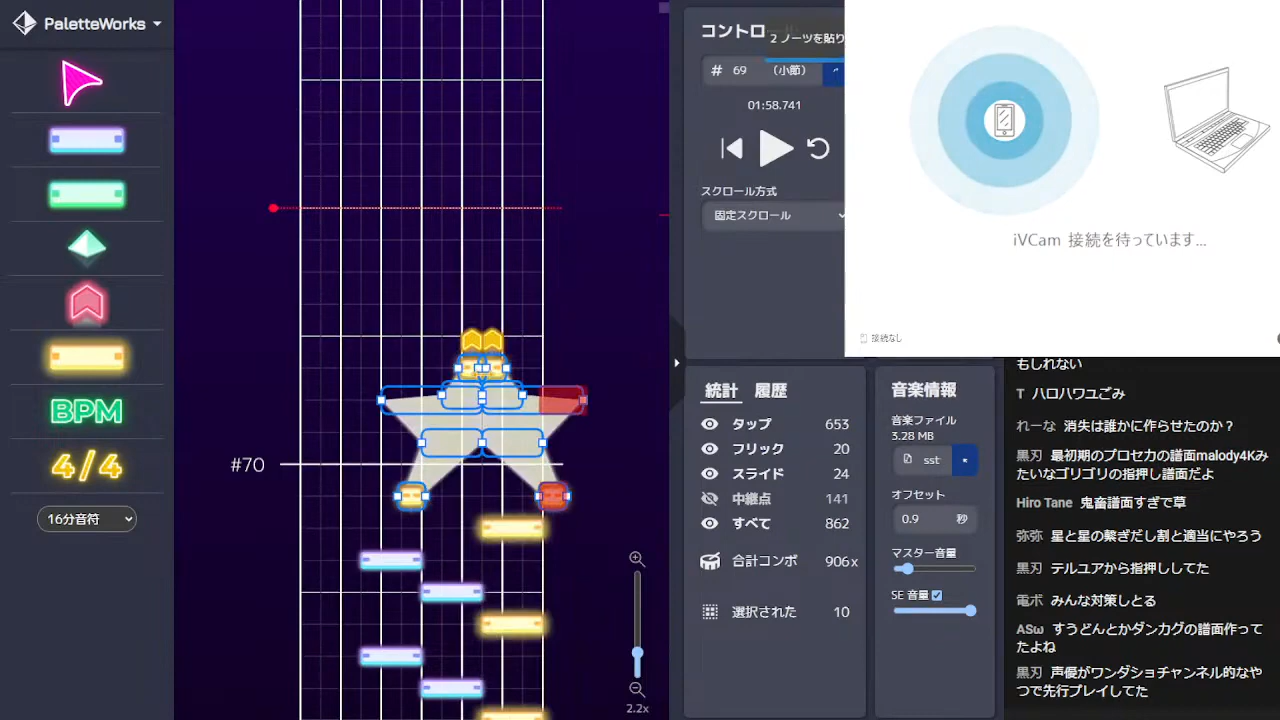 PaletteWorks
BPM
4/4
16分音符
#70
2.2x
コントロ
2 ノーツを貼り
# 69 (小節)
01:58.741
スクロール方式
固定スクロール
iVCam 接続を待っています...
接続なし
統計 履歴
タップ 653
フリック 20
スライド 24
中継点 141
すべて 862
合計コンボ 906x
選択された 10
音楽情報
音楽ファイル
3.28 MB
sst
オフセット
0.9 秒
マスター音量
SE 音量
もしれない
T ハロハワユごみ
れーな 消失は誰かに作らせたのか？
黒刃 最初期のプロセカの譜面malody4Kみ
たいなゴリゴリの指押し譜面だよ
Hiro Tane 鬼畜譜面すぎで草
弥弥 星と星の繋ぎだし割と適当にやろう
黒刃 テルユアから指押ししてた
電ボ みんな対策しとる
ASω すうどんとかダンカグの譜面作って
たよね
黒刃 声優がワンダショチャンネル的なや
つで先行プレイしてた